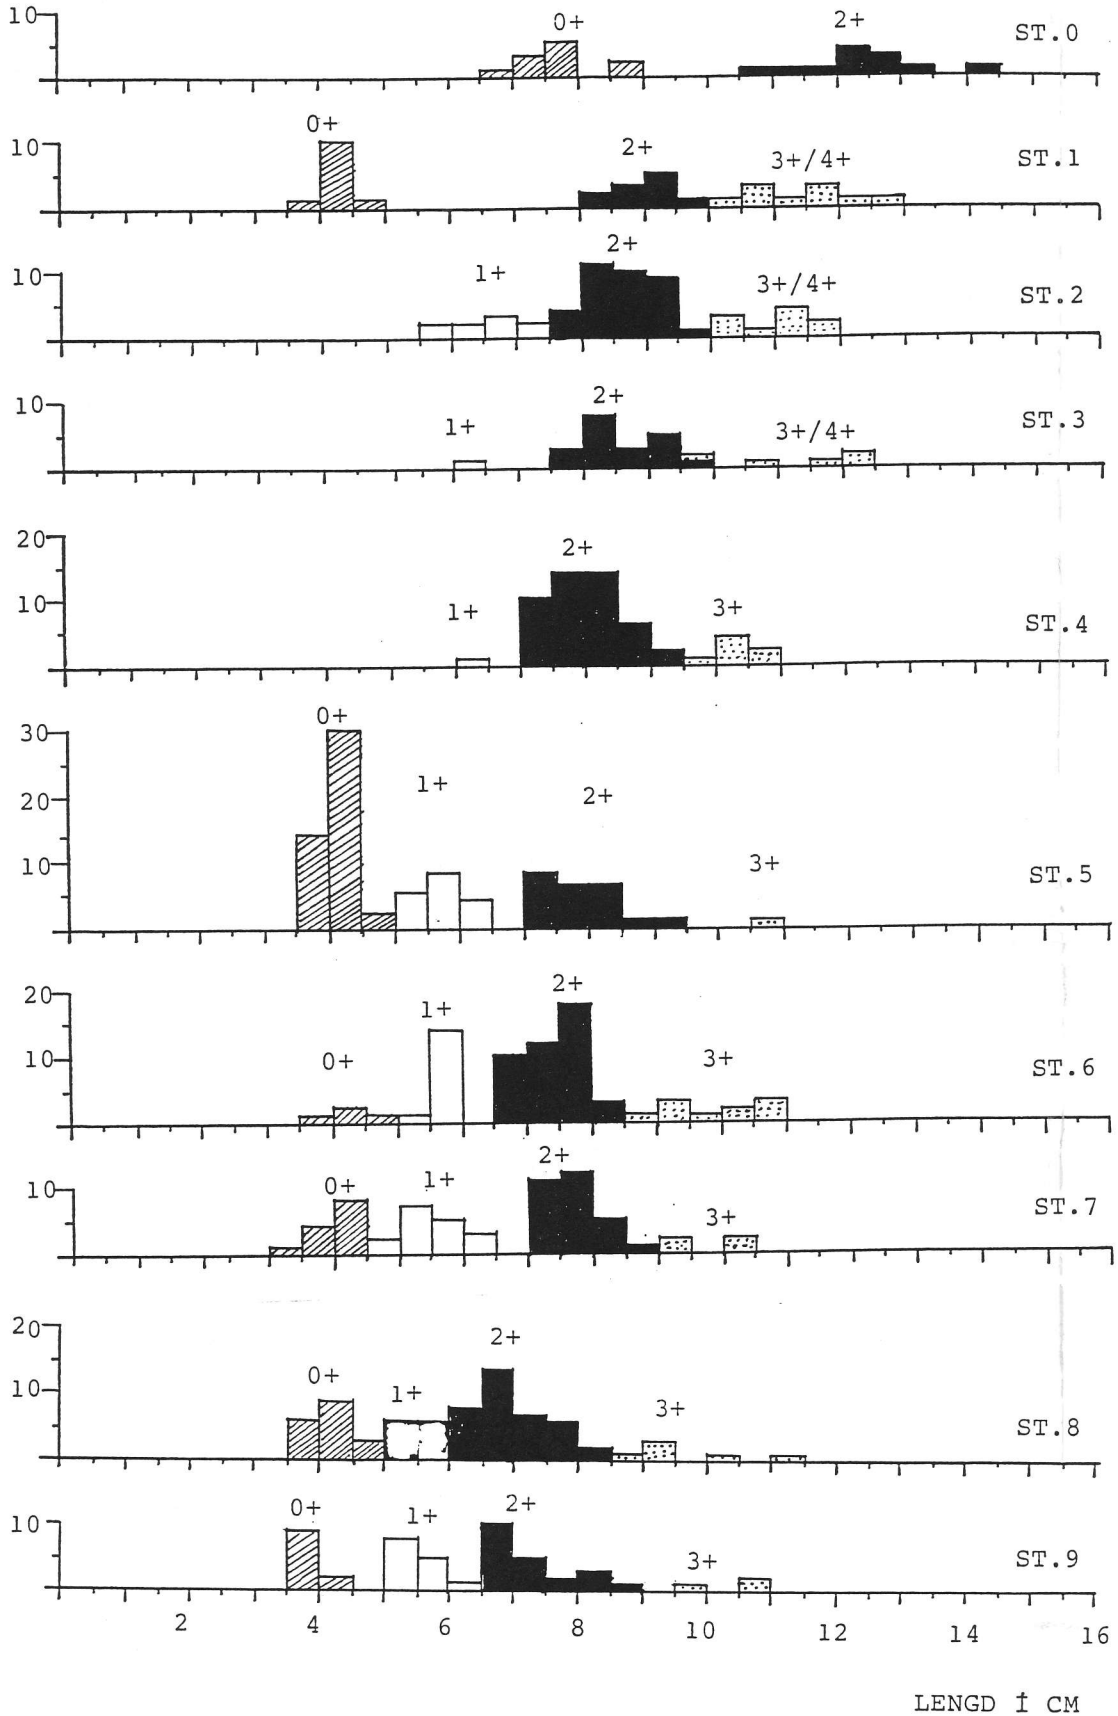 10 0+ 2+ ST.0
10 0+ 2+ 3+/4+ ST.1
10 1+ 2+ 3+/4+ ST.2
10 1+ 2+ 3+/4+ ST.3
20
10 1+ 2+ 3+ ST.4
30 0+
20 1+ 2+
10 3+ ST.5
20 1+ 2+
10 0+ 3+ ST.6
10 0+ 1+ 2+ 3+ ST.7
20 2+
10 0+ 1+ 3+ ST.8
10 0+ 1+ 2+ 3+ ST.9
2 4 6 8 10 12 14 16
LENGD Í CM